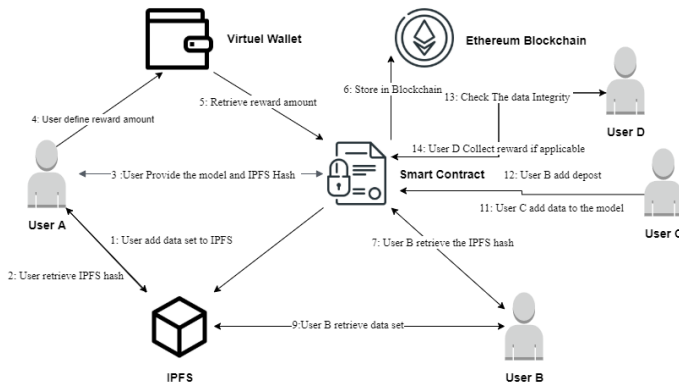 Virtuel Wallet
Ethereum Blockchain
6: Store in Blockchain
13: Check The data Integrity
5: Retrieve reward amount
4: User define reward amount
User D
14: User D Collect reward if applicable
3 :User Provide the model and IPFS Hash
Smart Contract
12: User B add depost
11: User C add data to the model
User A
User C
1: User add data set to IPFS
7: User B retrieve the IPFS hash
2: User retrieve IPFS hash
9:User B retrieve data set
IPFS
User B